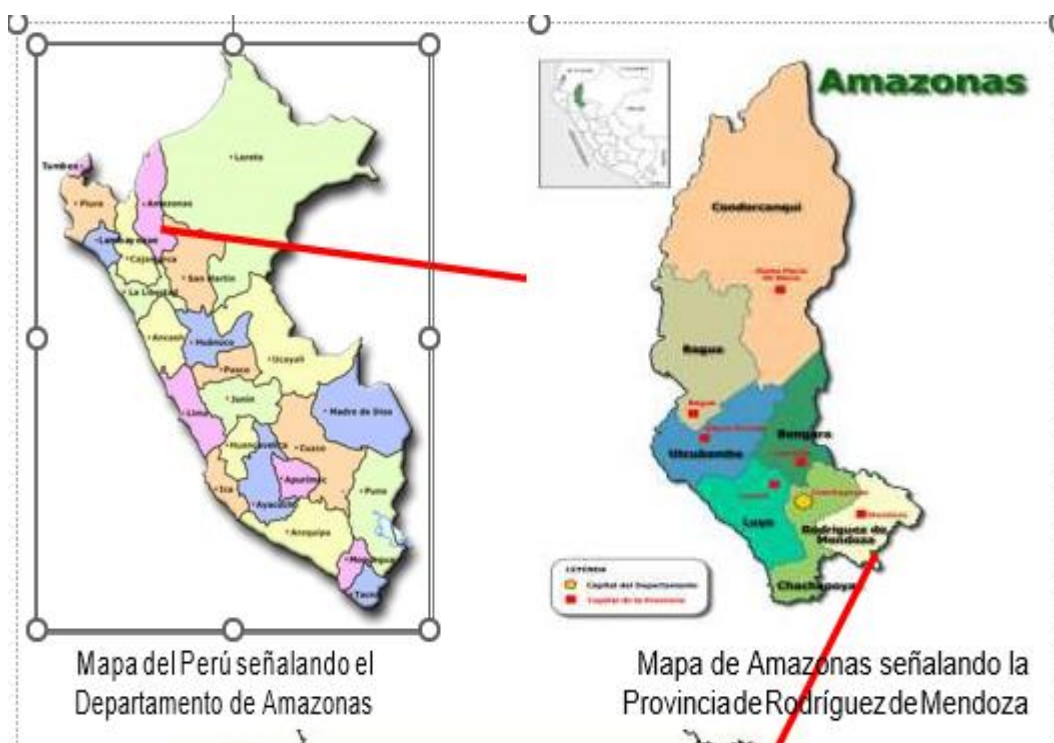 Tumbes
Loreto
Piura
Amazonas
Lambayeque
Cajamarca
San Martín
La Libertad
Ancash
Huánuco
Ucayali
Pasco
Junín
Lima
Madre de Dios
Huancavelica
Cusco
Ica
Apurímac
Ayacucho
Puno
Arequipa
Moquegua
Tacna
Mapa del Perú señalando el
Departamento de Amazonas
Amazonas
Condorcanqui
Bagua
Bagua
Bongara
Utcubamba
Luya
Chachapoyas
Mendoza
Rodríguez de
Mendoza
Chachapoya
LEYENDA
Capital del Departamento
Capital de la Provincia
Mapa de Amazonas señalando la
Provincia de Rodríguez de Mendoza